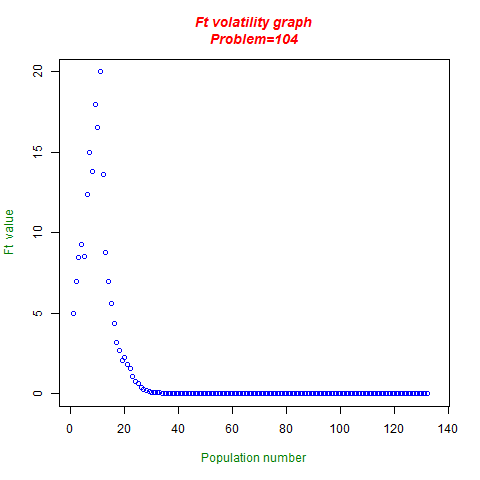 Ft volatility graph
Problem=104
Ft value
20
15
10
5
0
0 20 40 60 80 100 120 140
Population number